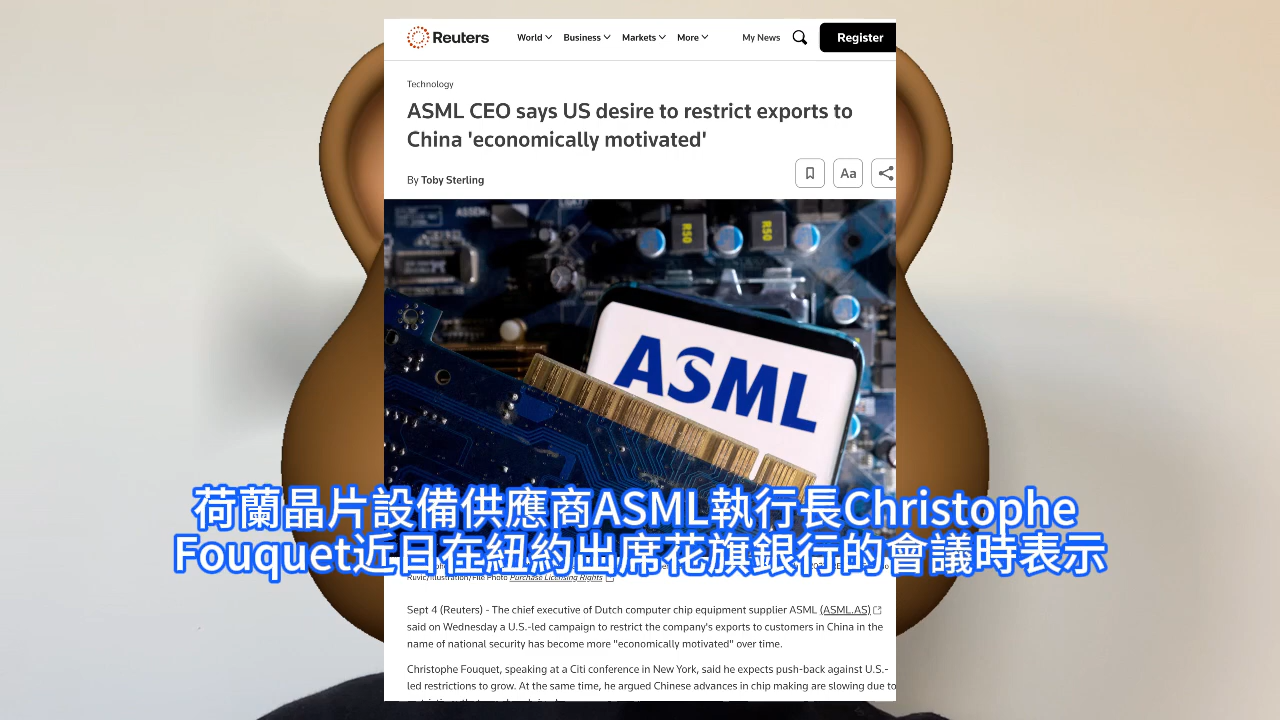 Reuters
World
Business
Markets
More
My News
Register
Technology
ASML CEO says US desire to restrict exports to
China 'economically motivated'
By Toby Sterling
Aa
ASSEM
R50
R50
ASML
荷蘭晶片設備供應商ASML執行長Christophe
Fouquet近日在紐約出席花旗銀行的會議時表示
Ruvic/Illustration/File Photo Purchase Licensing Rights
Sept 4 (Reuters) - The chief executive of Dutch computer chip equipment supplier ASML (ASML.AS)
said on Wednesday a U.S.-led campaign to restrict the company's exports to customers in China in the
name of national security has become more "economically motivated" over time.
Christophe Fouquet, speaking at a Citi conference in New York, said he expects push-back against U.S.-
led restrictions to grow. At the same time, he argued Chinese advances in chip making are slowing due to